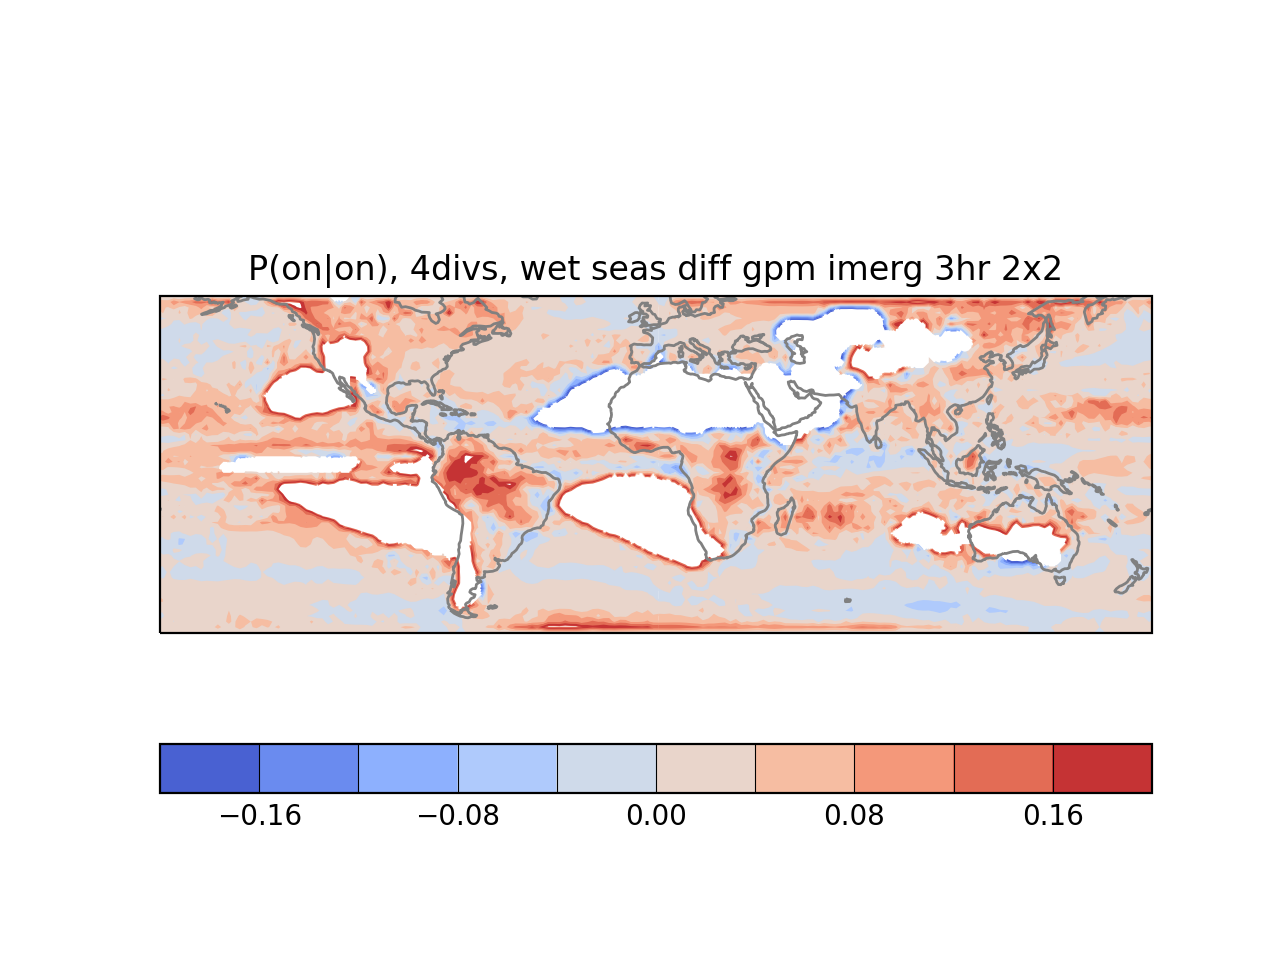 P(on|on), 4divs, wet seas diff gpm imerg 3hr 2x2
−0.16 −0.08 0.00 0.08 0.16